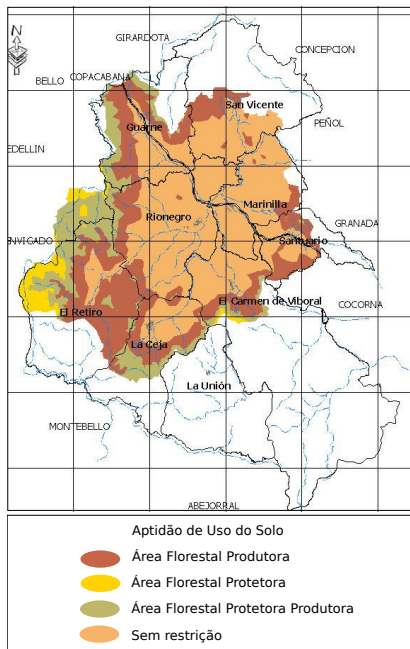 GIRARDOTA
CONCEPCION
BELLO
COPACABANA
San Vicente
PEÑOL
Guarne
EDELLIN
Marinilla
Rionegro
GRANADA
ENVIGADO
Santuario
El Carmen de Viboral
COCORNA
El Retiro
La Ceja
La Unión
MONTEBELLO
ABEJORRAL
Aptidão de Uso do Solo
Área Florestal Produtora
Área Florestal Protetora
Área Florestal Protetora Produtora
Sem restrição